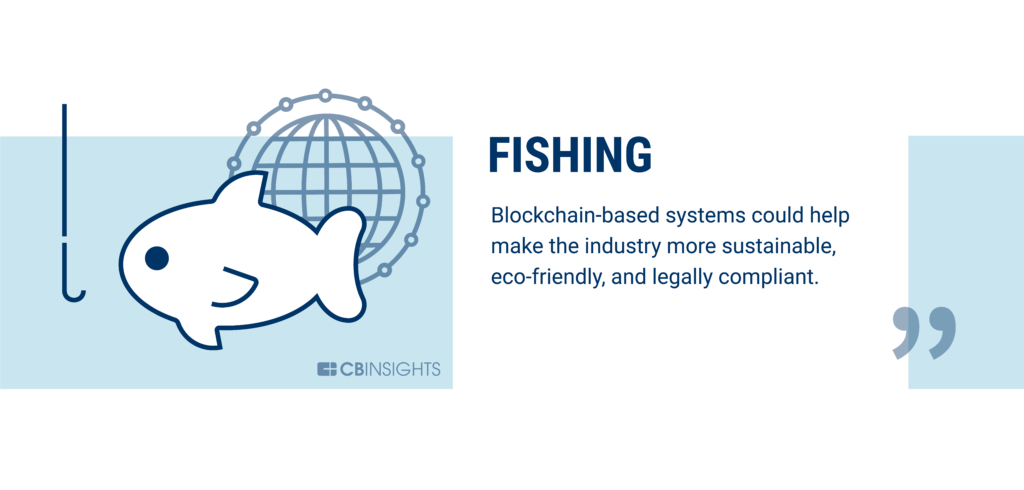 FISHING
Blockchain-based systems could help
make the industry more sustainable,
eco-friendly, and legally compliant.
”
CBINSIGHTS